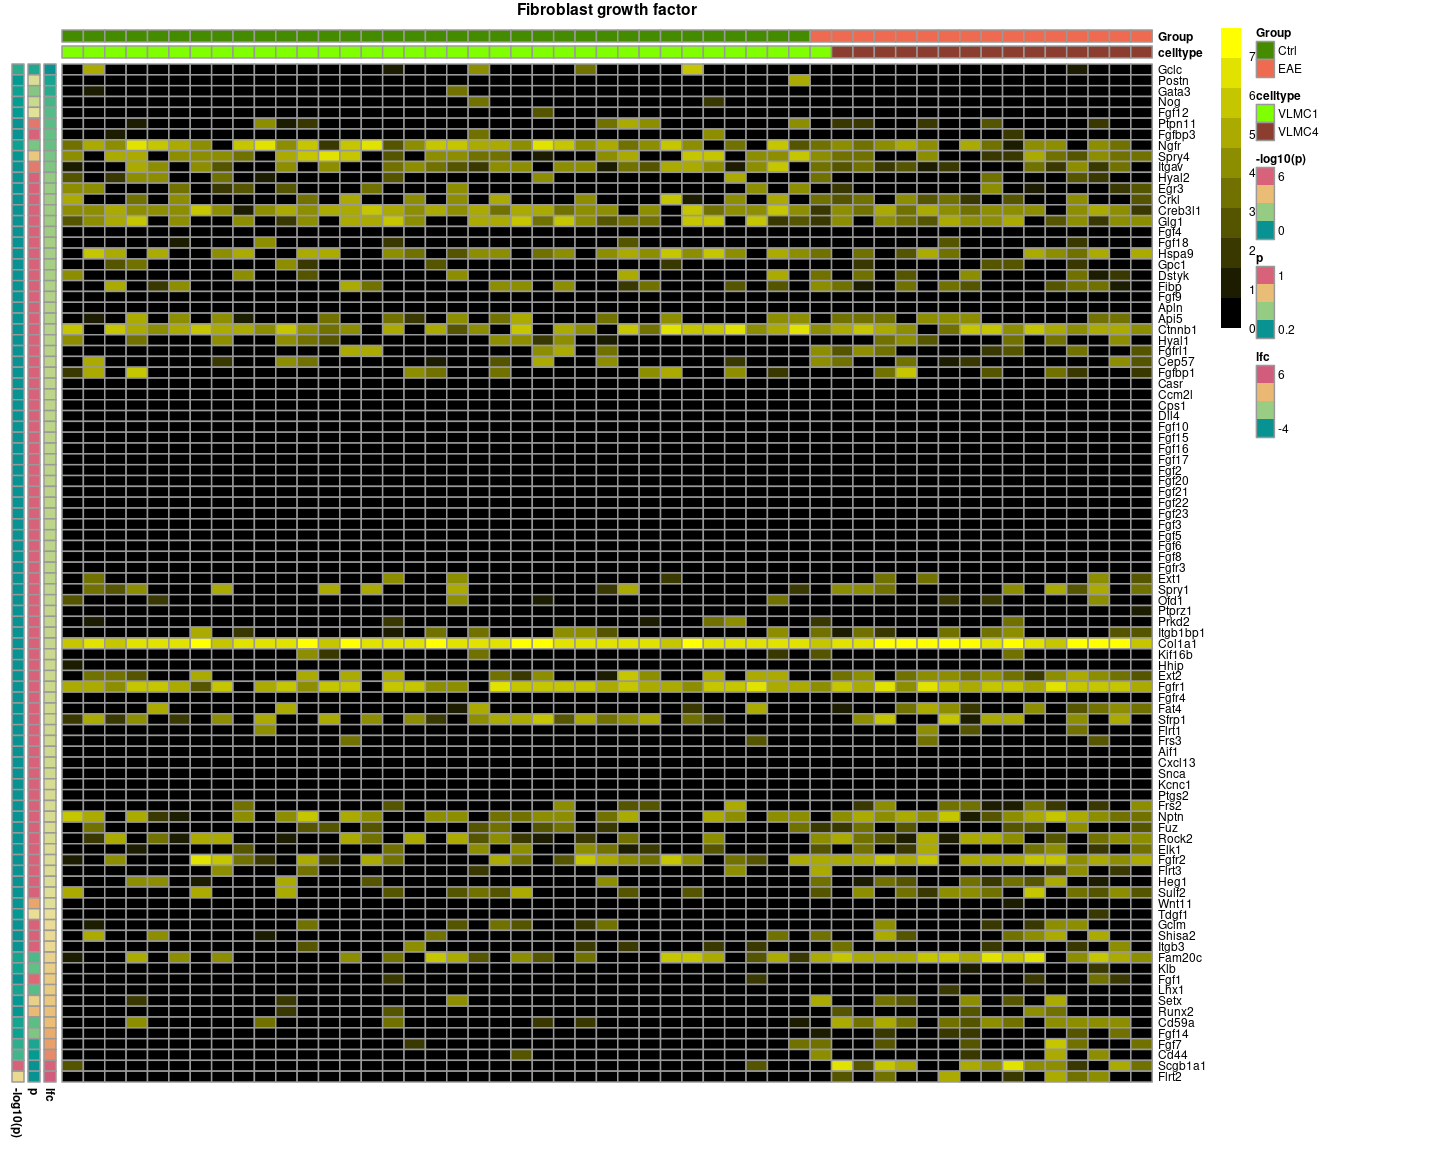 Fibroblast growth factor
Group
celltype
Gclc
Postn
Gata3
Nog
Fgf12
Ptpn11
Fgfbp3
Ngfr
Spry4
Itgav
Hyal2
Egr3
Crkl
Creb3l1
Glg1
Fgf4
Fgf18
Hspa9
Gpc1
Dstyk
Fibp
Fgf9
Apln
Api5
Ctnnb1
Hyal1
Fgfrl1
Cep57
Fgfbp1
Casr
Ccm2l
Cps1
Dll4
Fgf10
Fgf15
Fgf16
Fgf17
Fgf2
Fgf20
Fgf21
Fgf22
Fgf23
Fgf3
Fgf5
Fgf6
Fgf8
Fgfr3
Ext1
Spry1
Ofd1
Ptprz1
Prkd2
Itgb1bp1
Col1a1
Kif16b
Hhip
Ext2
Fgfr1
Fgfr4
Fat4
Sfrp1
Flrt1
Frs3
Aif1
Cxcl13
Snca
Kcnc1
Ptgs2
Frs2
Nptn
Fuz
Rock2
Elk1
Fgfr2
Flrt3
Heg1
Sulf2
Wnt11
Tdgf1
Gclm
Shisa2
Itgb3
Fam20c
Klb
Fgf1
Lhx1
Setx
Runx2
Cd59a
Fgf14
Fgf7
Cd44
Scgb1a1
Flrt2
-log10(p)
p
lfc
7
6
5
4
3
2
1
0
Group
Ctrl
EAE
celltype
VLMC1
VLMC4
-log10(p)
6
0
p
1
0.2
lfc
6
-4